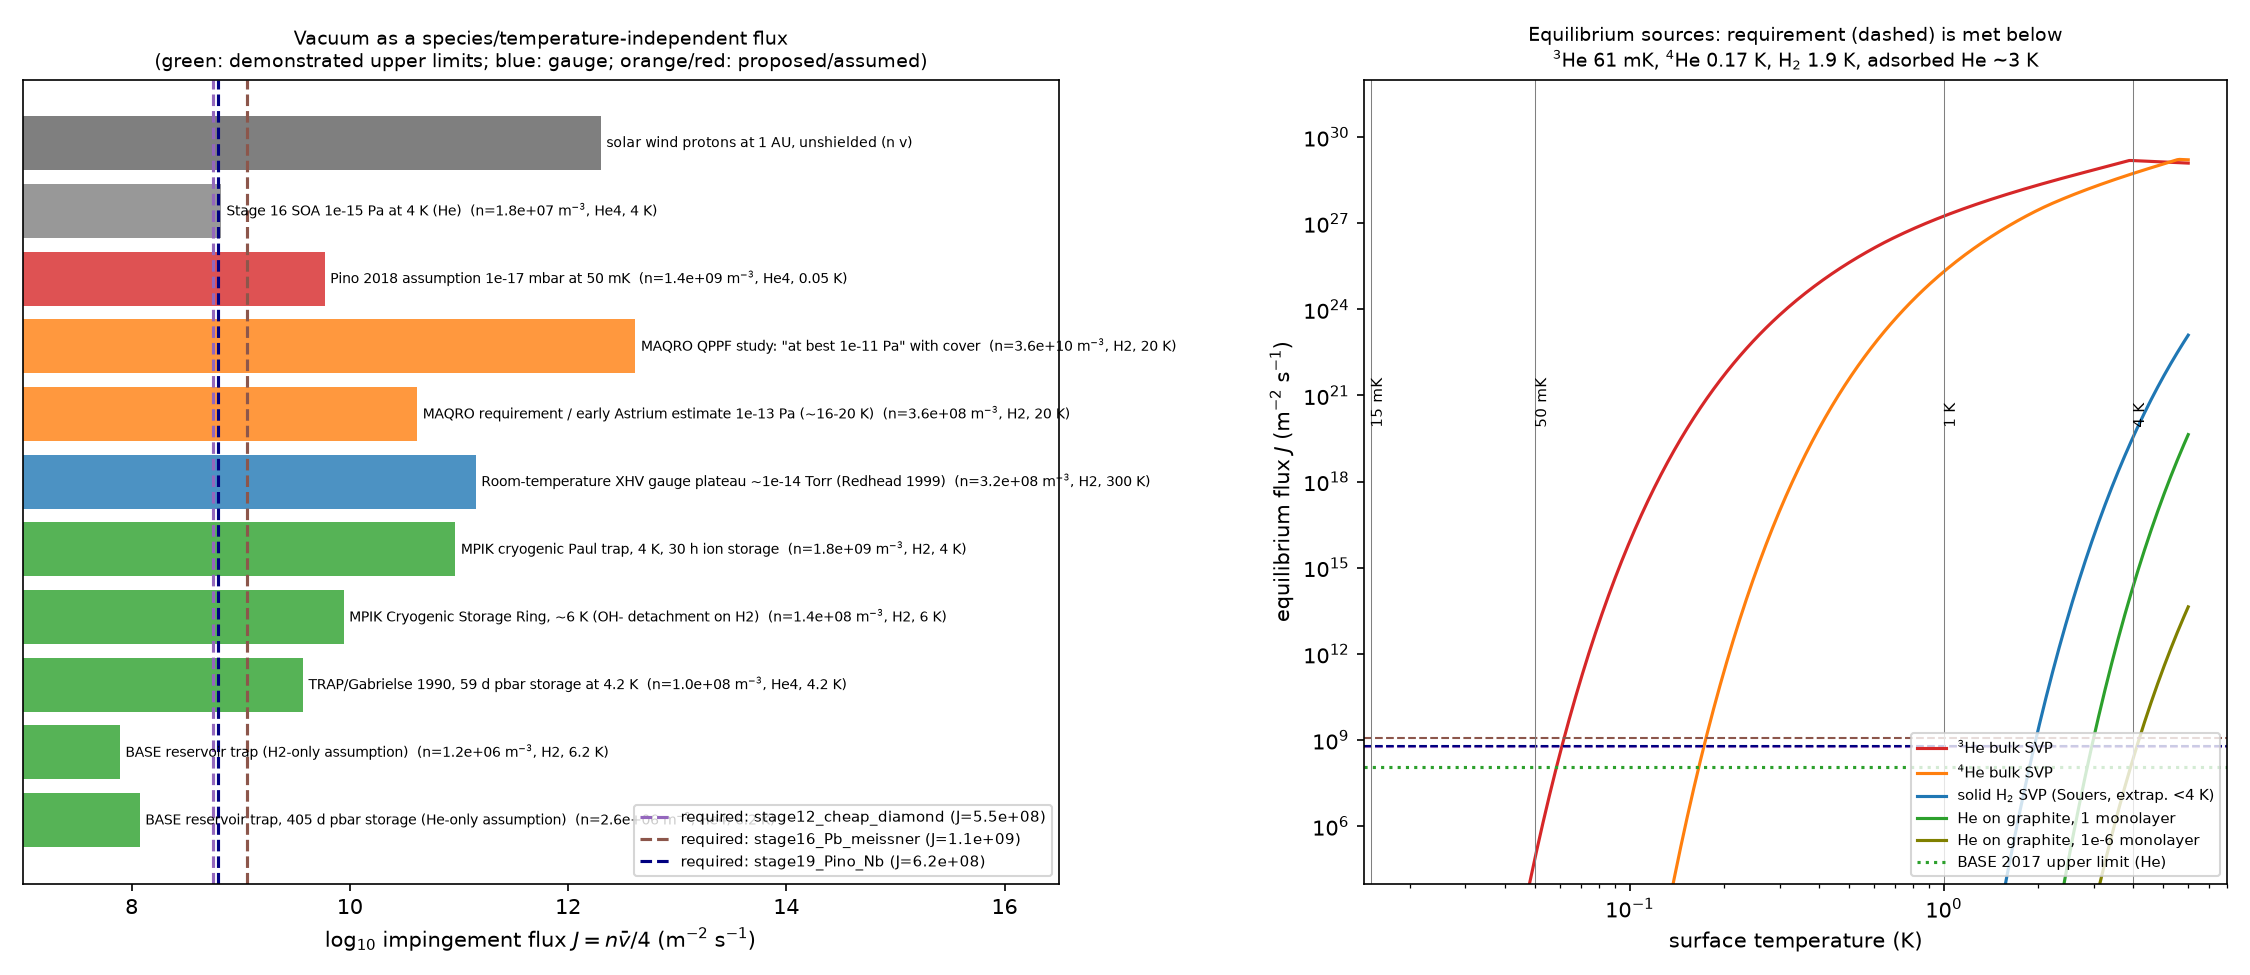 Vacuum as a species/temperature-independent flux
(green: demonstrated upper limits; blue: gauge; orange/red: proposed/assumed)
solar wind protons at 1 AU, unshielded (n v)
Stage 16 SOA 1e-15 Pa at 4 K (He)  (n=1.8e+07 m⁻³, He4, 4 K)
Pino 2018 assumption 1e-17 mbar at 50 mK  (n=1.4e+09 m⁻³, He4, 0.05 K)
MAQRO QPPF study: "at best 1e-11 Pa" with cover  (n=3.6e+10 m⁻³, H2, 20 K)
MAQRO requirement / early Astrium estimate 1e-13 Pa (~16-20 K)  (n=3.6e+08 m⁻³, H2, 20 K)
Room-temperature XHV gauge plateau ~1e-14 Torr (Redhead 1999)  (n=3.2e+08 m⁻³, H2, 300 K)
MPIK cryogenic Paul trap, 4 K, 30 h ion storage  (n=1.8e+09 m⁻³, H2, 4 K)
MPIK Cryogenic Storage Ring, ~6 K (OH- detachment on H2)  (n=1.4e+08 m⁻³, H2, 6 K)
TRAP/Gabrielse 1990, 59 d pbar storage at 4.2 K  (n=1.0e+08 m⁻³, He4, 4.2 K)
BASE reservoir trap (H2-only assumption)  (n=1.2e+06 m⁻³, H2, 6.2 K)
BASE reservoir trap, 405 d pbar storage (He-only assumption)  (n=2.6e+
required: stage12_cheap_diamond (J=5.5e+08)
required: stage16_Pb_meissner (J=1.1e+09)
required: stage19_Pino_Nb (J=6.2e+08)
8 10 12 14 16
log₁₀ impingement flux J = nv̄/4 (m⁻² s⁻¹)
Equilibrium sources: requirement (dashed) is met below
³He 61 mK, ⁴He 0.17 K, H₂ 1.9 K, adsorbed He ~3 K
equilibrium flux J (m⁻² s⁻¹)
10³⁰
10²⁷
10²⁴
10²¹
10¹⁸
10¹⁵
10¹²
10⁹
10⁶
15 mK
50 mK
1 K
4 K
³He bulk SVP
⁴He bulk SVP
solid H₂ SVP (Souers, extrap. <4 K)
He on graphite, 1 monolayer
He on graphite, 1e-6 monolayer
BASE 2017 upper limit (He)
10⁻¹ 10⁰
surface temperature (K)